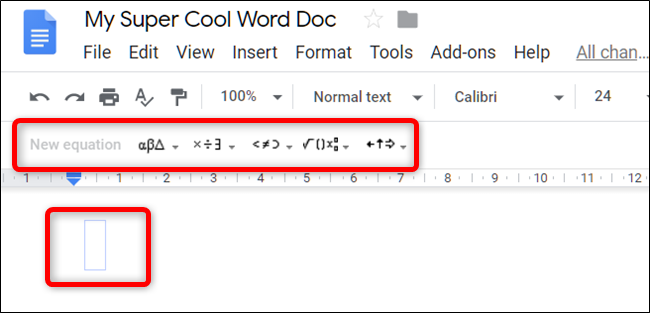 My Super Cool Word Doc
File Edit View Insert Format Tools Add-ons Help All chan...
100% Normal text Calibri 24
New equation αβΔ ×÷∃ <≠⊃ √()x ←↑⇒
1 1 2 3 4 5 6 7 8 9 10 11 12